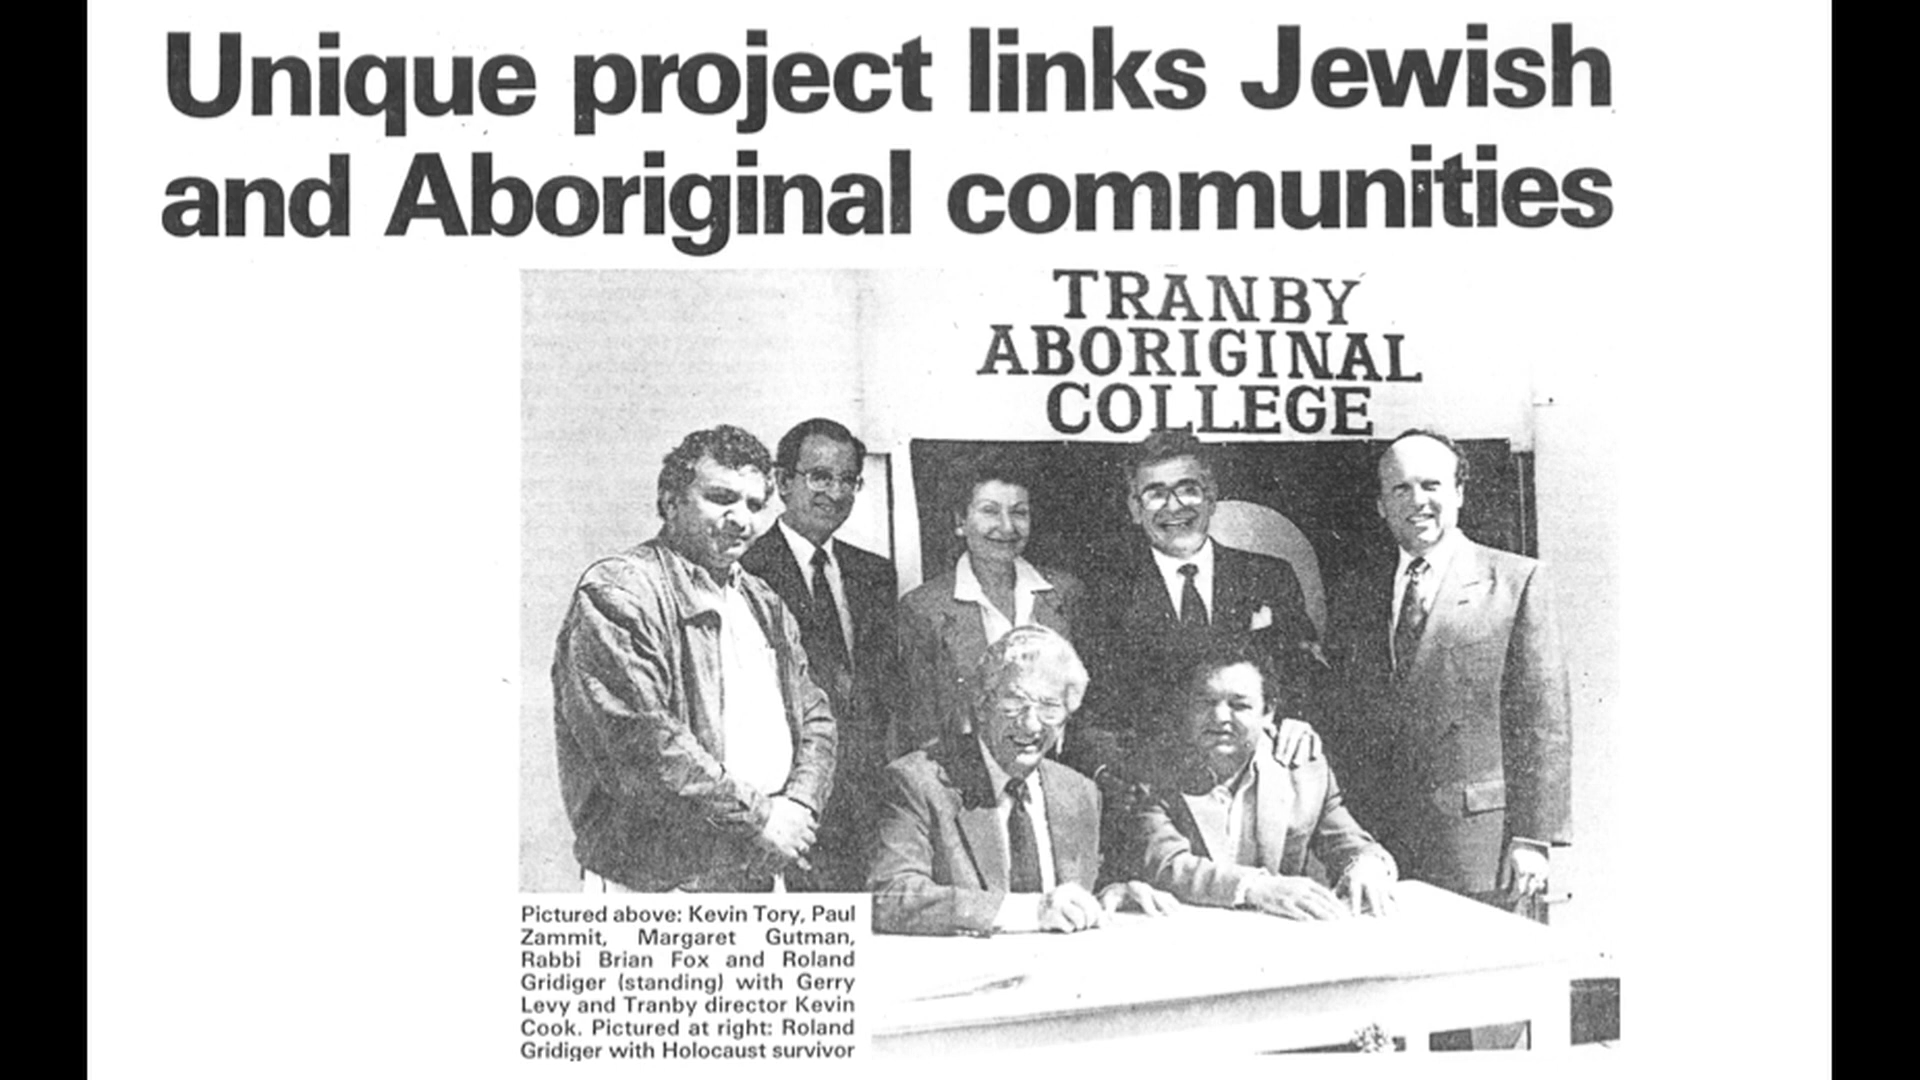 Unique project links Jewish
and Aboriginal communities
TRANBY
ABORIGINAL
COLLEGE
Pictured above: Kevin Tory, Paul
Zammit, Margaret Gutman,
Rabbi Brian Fox and Roland
Gridiger (standing) with Gerry
Levy and Tranby director Kevin
Cook. Pictured at right: Roland
Gridiger with Holocaust survivor